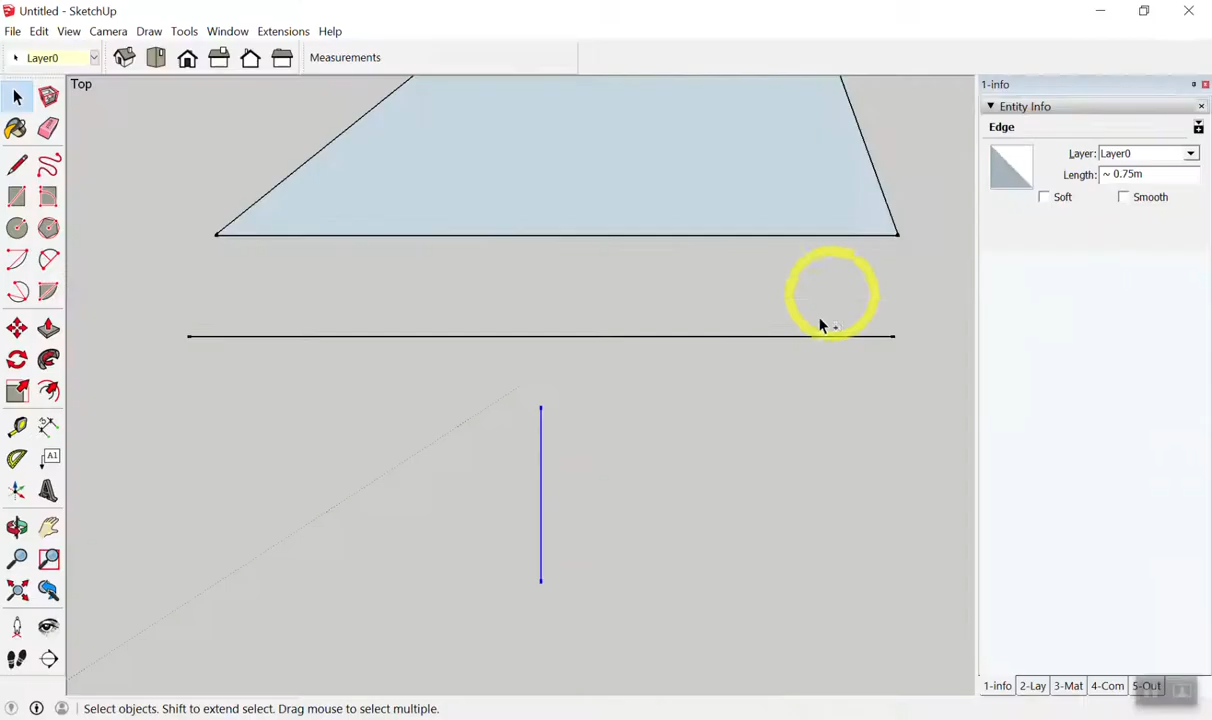 Untitled - SketchUp
File Edit View Camera Draw Tools Window Extensions Help
Layer0 Measurements
Top
1-info
Entity Info
Edge
Layer: Layer0
Length: ~ 0.75m
Soft Smooth
A1
1-info 2-Lay 3-Mat 4-Com 5-Out
Select objects. Shift to extend select. Drag mouse to select multiple.